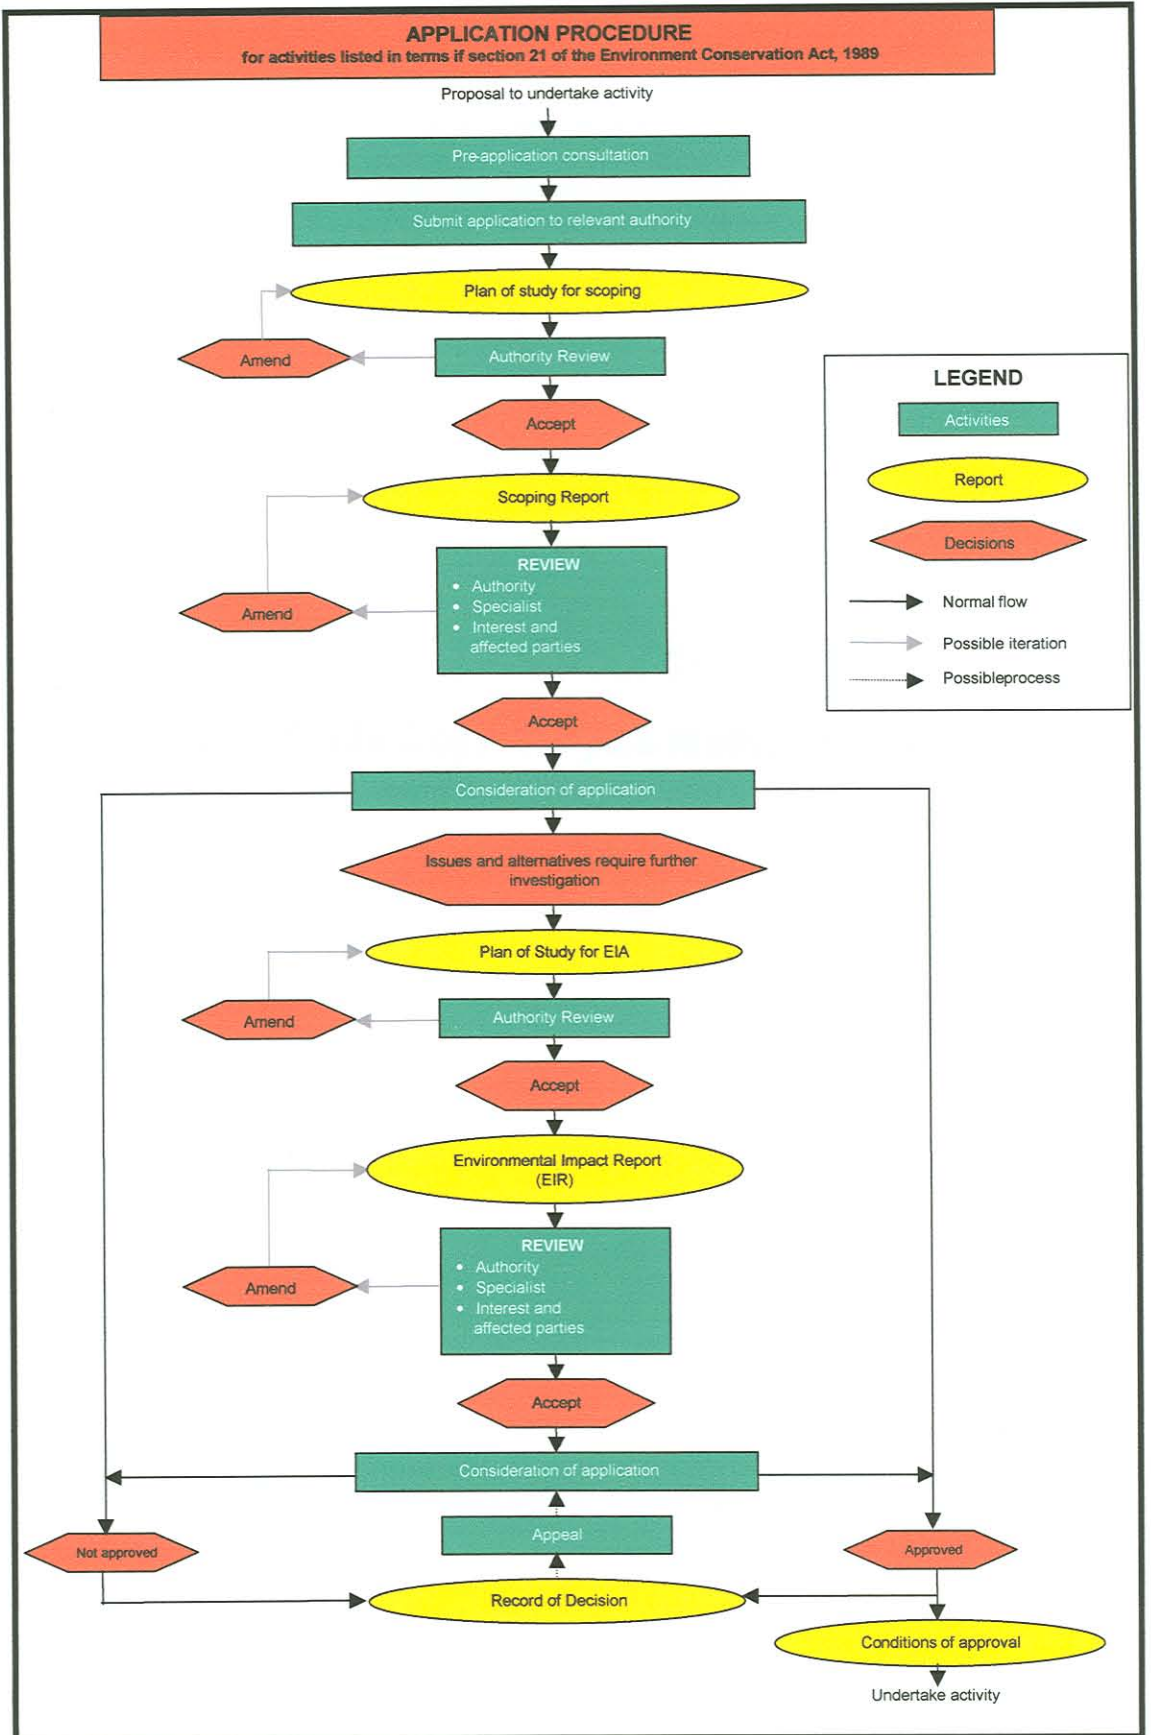 APPLICATION PROCEDURE
for activities listed in terms if section 21 of the Environment Conservation Act, 1989
Proposal to undertake activity
Pre-application consultation
Submit application to relevant authority
Plan of study for scoping
Amend
Authority Review
Accept
Scoping Report
REVIEW
• Authority
• Specialist
• Interest and
affected parties
Amend
Accept
LEGEND
Activities
Report
Decisions
Normal flow
Possible iteration
Possibleprocess
Consideration of application
Issues and alternatives require further
investigation
Plan of Study for EIA
Amend
Authority Review
Accept
Environmental Impact Report
(EIR)
REVIEW
• Authority
• Specialist
• Interest and
affected parties
Amend
Accept
Consideration of application
Appeal
Not approved
Approved
Record of Decision
Conditions of approval
Undertake activity